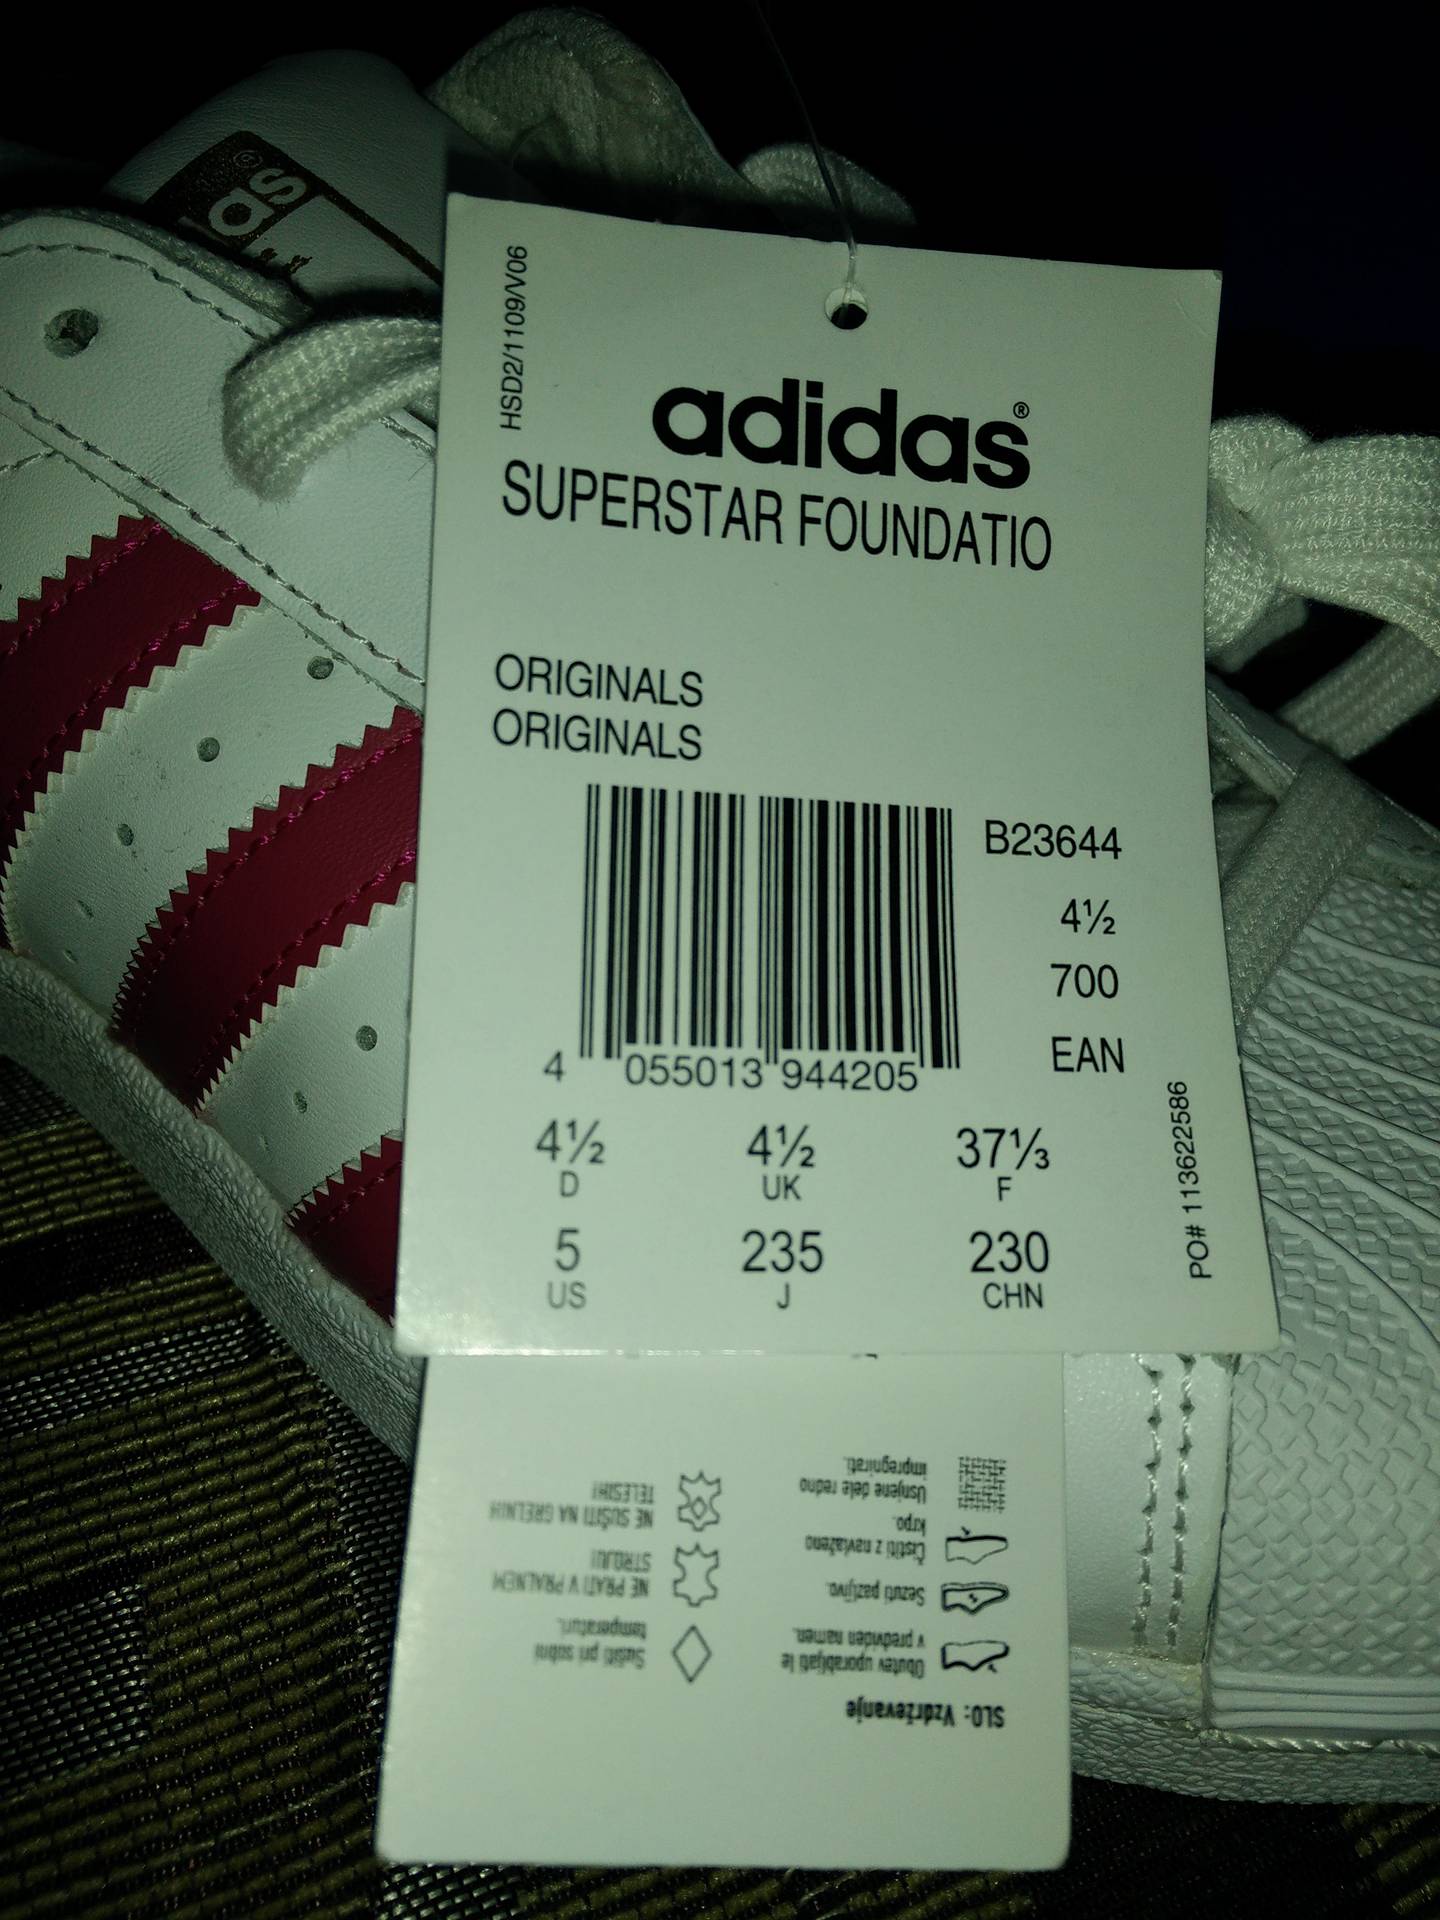 das®
HSD2/1109/V06
adidas®
SUPERSTAR FOUNDATIO
ORIGINALS
ORIGINALS
B23644
4½
700
EAN
4 055013 944205
4½ 4½ 37⅓
D UK F
5 235 230
US J CHN
PO# 113622586
SLO: Vzdrževanje
Obutev uporabljati le
v predviden namen.
Sezuti pazljivo.
Čistiti z navlaženo
krpo.
Usnjene dele redno
impregnirati.
Sušiti pri sobni
temperaturi.
NE PRATI V PRALNEM
STROJU!
NE SUŠITI NA GRELNIH
TELESIH!